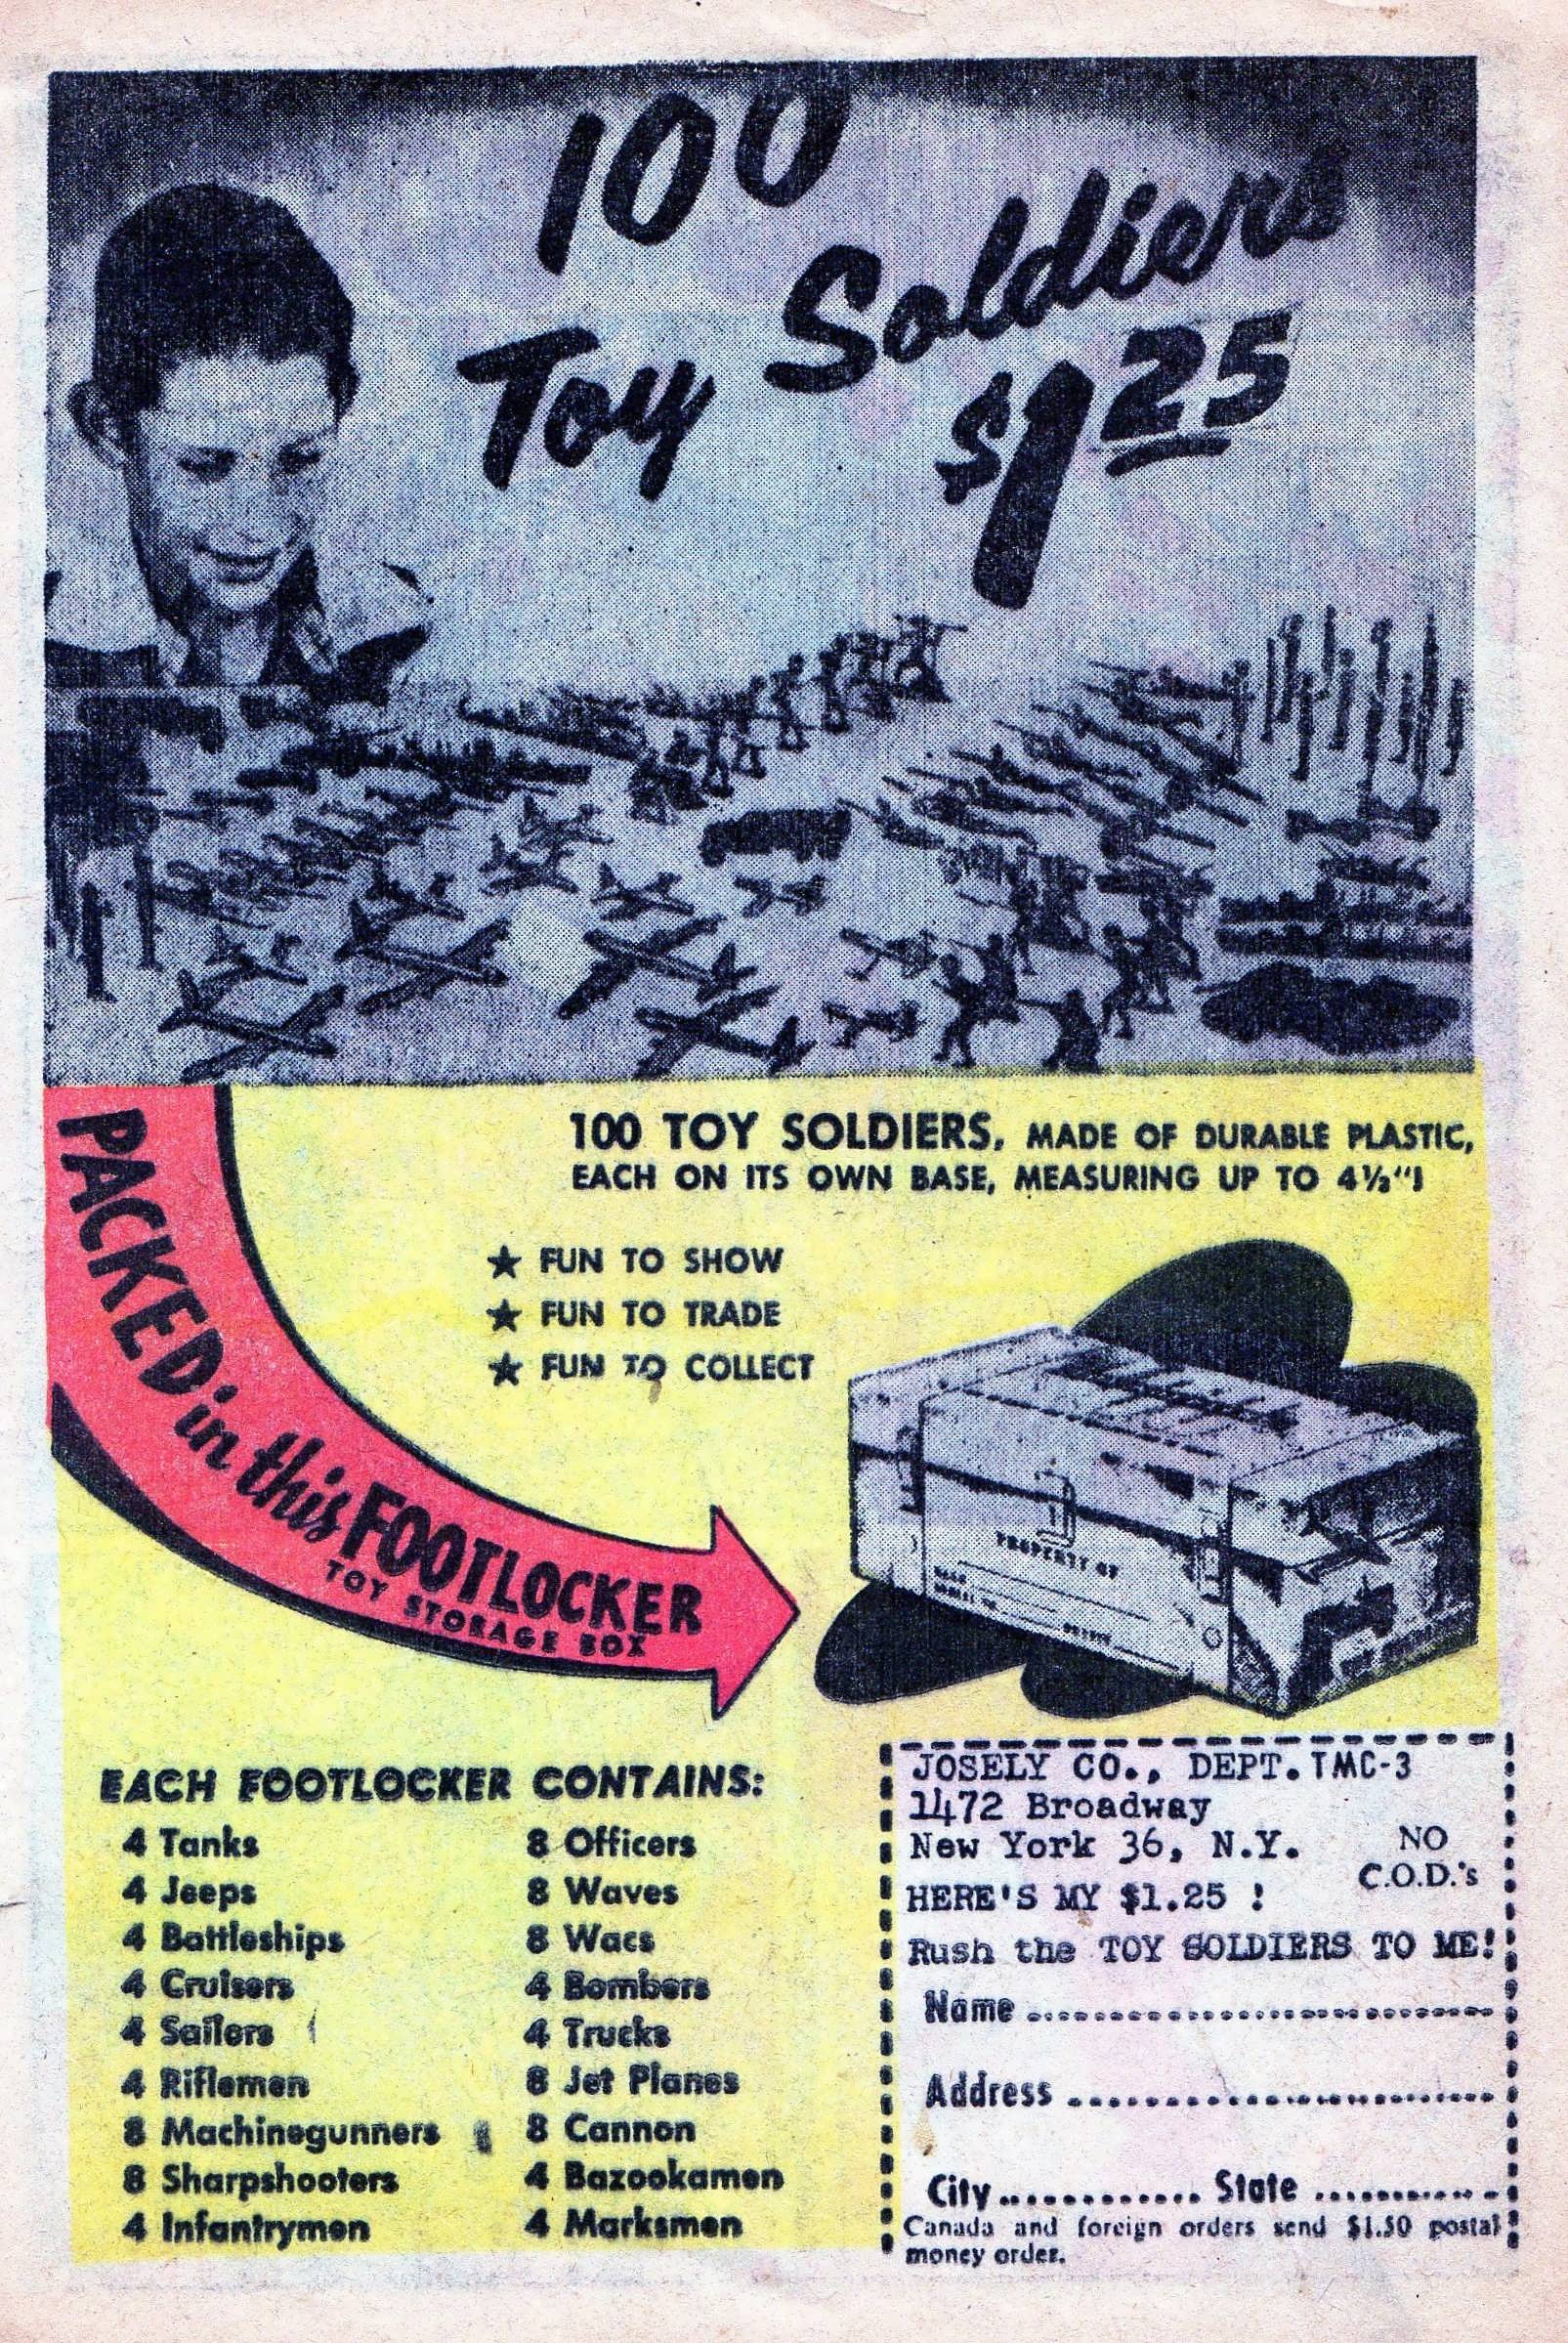 100
Toy Soldiers
$1 25
PACKED in this FOOTLOCKER
TOY STORAGE BOX
100 TOY SOLDIERS, MADE OF DURABLE PLASTIC,
EACH ON ITS OWN BASE, MEASURING UP TO 4½"!
★ FUN TO SHOW
★ FUN TO TRADE
★ FUN TO COLLECT
PROPERTY OF
EACH FOOTLOCKER CONTAINS:
4 Tanks
4 Jeeps
4 Battleships
4 Cruisers
4 Sailors
4 Riflemen
8 Machinegunners
8 Sharpshooters
4 Infantrymen
8 Officers
8 Waves
8 Wacs
4 Bombers
4 Trucks
8 Jet Planes
8 Cannon
4 Bazookamen
4 Marksmen
JOSELY CO., DEPT. TMC-3
1472 Broadway
New York 36, N.Y.
NO
C.O.D.'s
HERE'S MY $1.25 !
Rush the TOY SOLDIERS TO ME!
Name
Address
City............ State ............
Canada and foreign orders send $1.50 postal
money order.